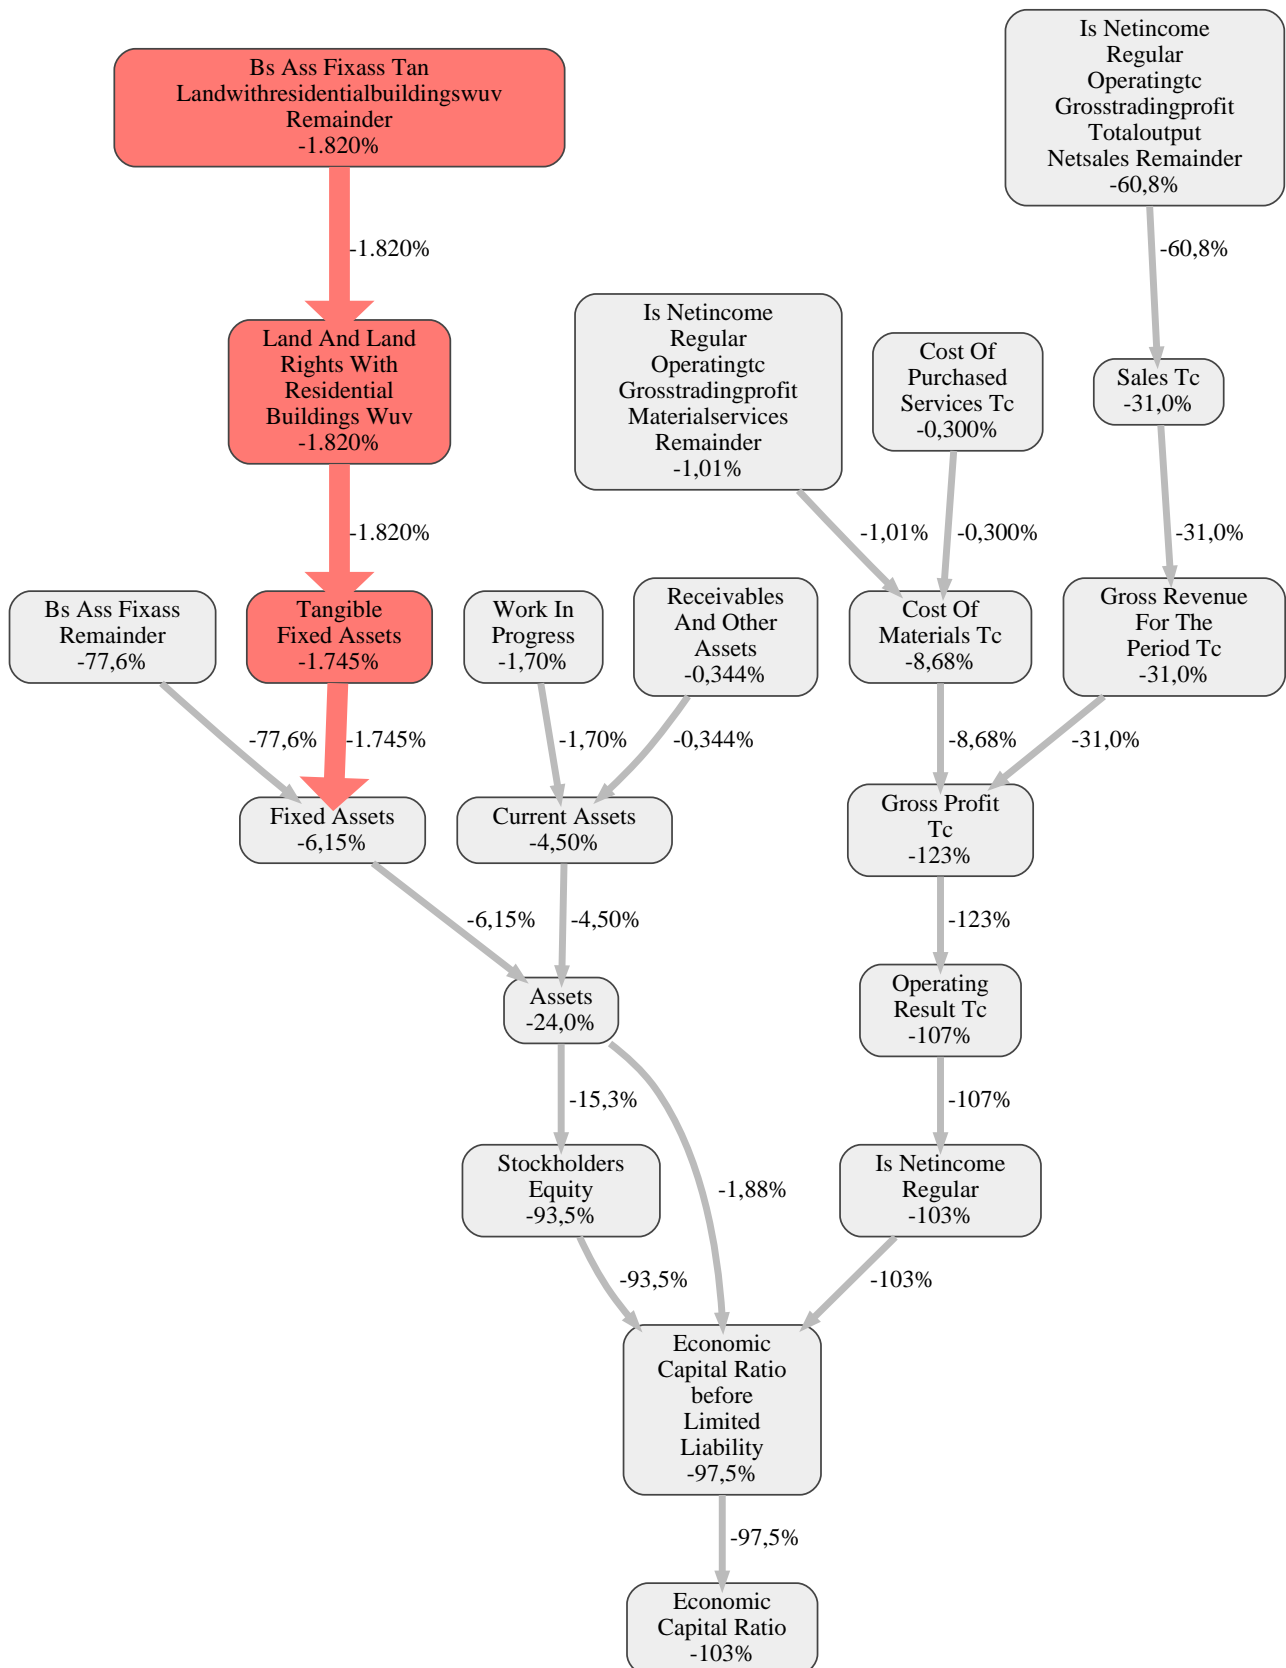 Is Netincome
Regular
Operatingtc
Grosstradingprofit
Totaloutput
Netsales Remainder
-60,8%
Bs Ass Fixass Tan
Landwithresidentialbuildingswuv
Remainder
-1.820%
-1.820%
-60,8%
Is Netincome
Regular
Operatingtc
Grosstradingprofit
Materialservices
Remainder
-1,01%
Land And Land
Rights With
Residential
Buildings Wuv
-1.820%
Cost Of
Purchased
Services Tc
-0,300%
Sales Tc
-31,0%
-1.820%
-1,01%
-0,300%
-31,0%
Bs Ass Fixass
Remainder
-77,6%
Tangible
Fixed Assets
-1.745%
Work In
Progress
-1,70%
Receivables
And Other
Assets
-0,344%
Cost Of
Materials Tc
-8,68%
Gross Revenue
For The
Period Tc
-31,0%
-77,6%
-1.745%
-1,70%
-0,344%
-8,68%
-31,0%
Fixed Assets
-6,15%
Current Assets
-4,50%
Gross Profit
Tc
-123%
-6,15%
-4,50%
-123%
Assets
-24,0%
Operating
Result Tc
-107%
-15,3%
-107%
Stockholders
Equity
-93,5%
-1,88%
Is Netincome
Regular
-103%
-93,5%
-103%
Economic
Capital Ratio
before
Limited
Liability
-97,5%
-97,5%
Economic
Capital Ratio
-103%